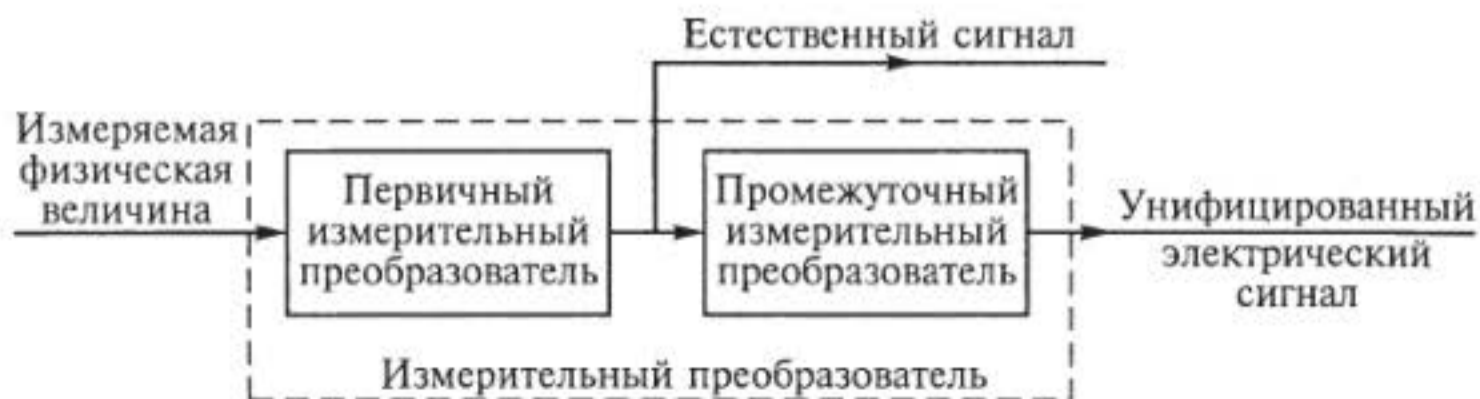 Естественный сигнал
Измеряемая
физическая
величина
Первичный
измерительный
преобразователь
Промежуточный
измерительный
преобразователь
Унифицированный
электрический
сигнал
Измерительный преобразователь